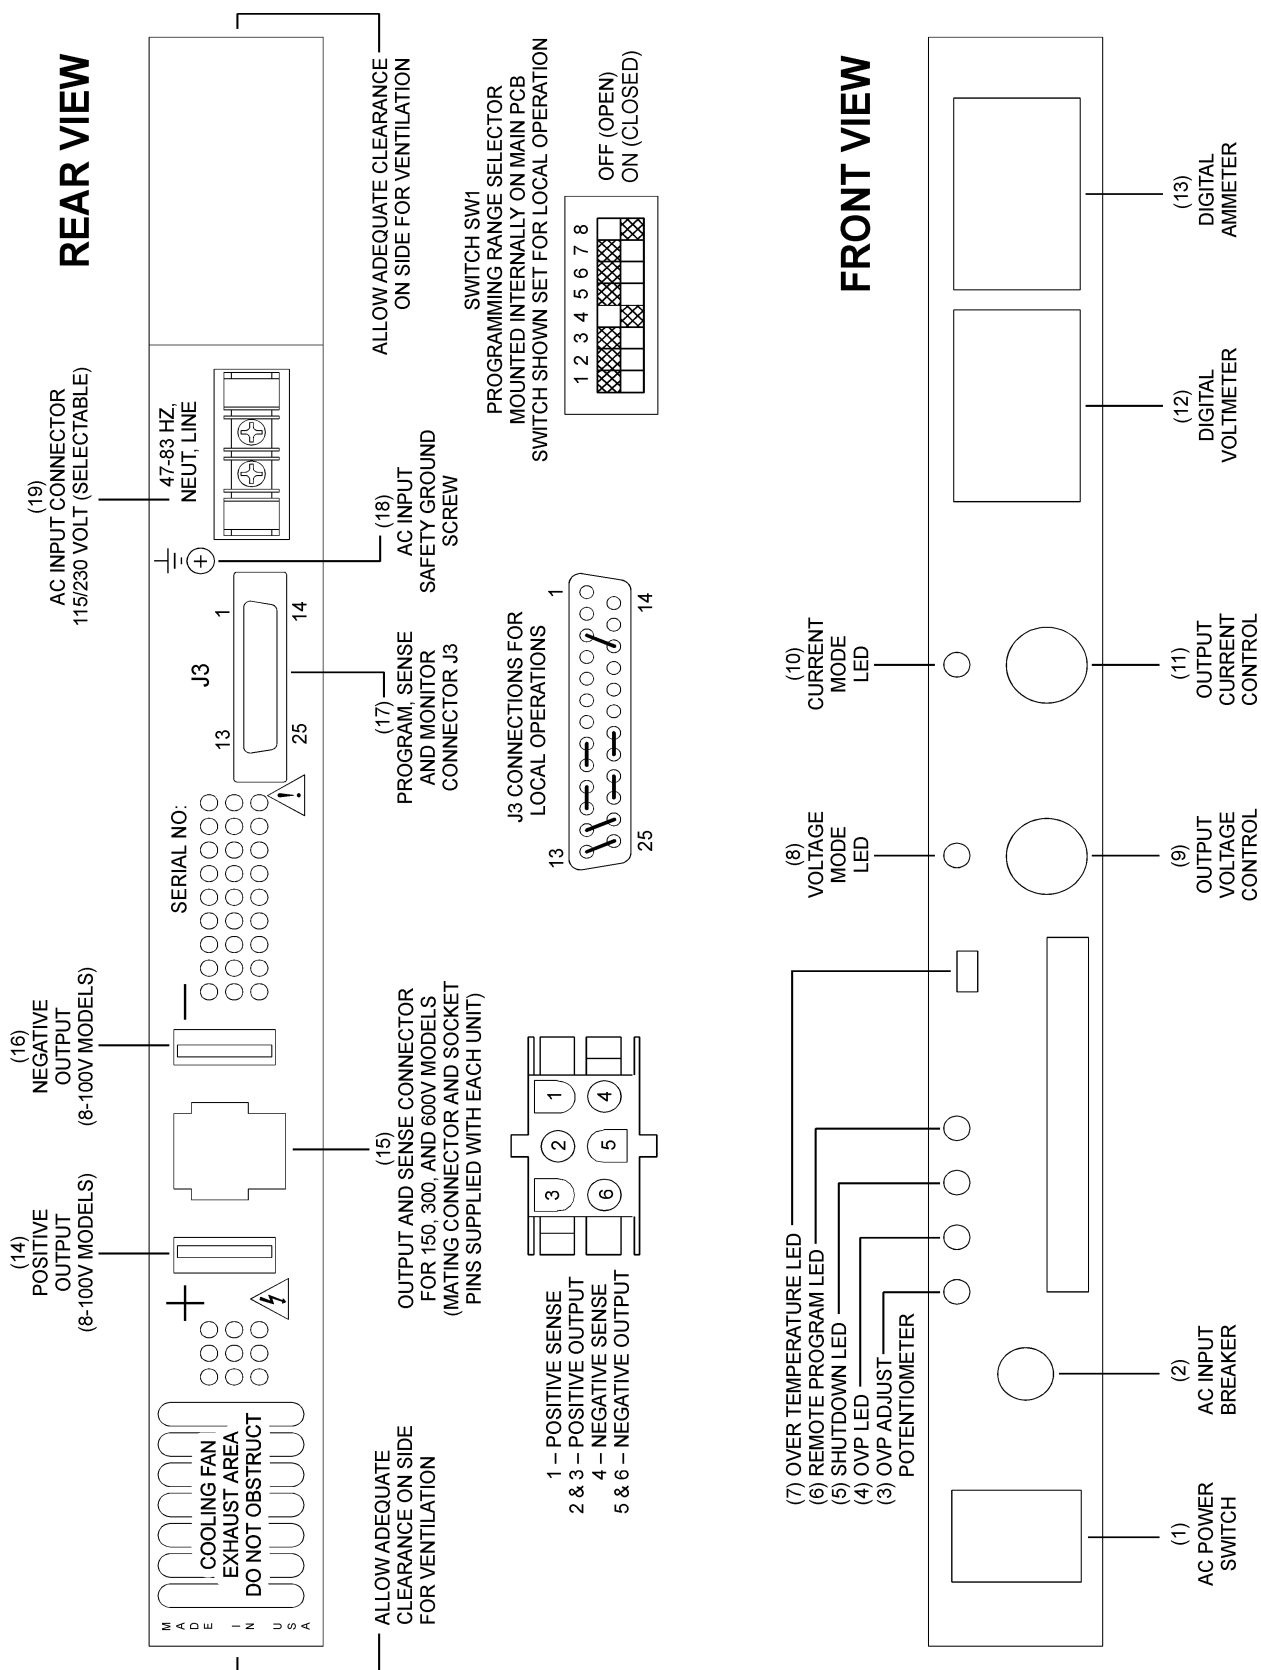 REAR VIEW
(19)
AC INPUT CONNECTOR
115/230 VOLT (SELECTABLE)
(16)
NEGATIVE
OUTPUT
(8-100V MODELS)
(14)
POSITIVE
OUTPUT
(8-100V MODELS)
MADE IN USA
COOLING FAN
EXHAUST AREA
DO NOT OBSTRUCT
+
−
SERIAL NO:
J3
13
1
25
14
47-83 HZ,
NEUT, LINE
ALLOW ADEQUATE
CLEARANCE ON SIDE
FOR VENTILATION
(15)
OUTPUT AND SENSE CONNECTOR
FOR 150, 300, AND 600V MODELS
(MATING CONNECTOR AND SOCKET
PINS SUPPLIED WITH EACH UNIT)
(17)
PROGRAM, SENSE
AND MONITOR
CONNECTOR J3
(18)
AC INPUT
SAFETY GROUND
SCREW
ALLOW ADEQUATE CLEARANCE
ON SIDE FOR VENTILATION
1 – POSITIVE SENSE
2 & 3 – POSITIVE OUTPUT
4 – NEGATIVE SENSE
5 & 6 – NEGATIVE OUTPUT
3 2 1
6 5 4
J3 CONNECTIONS FOR
LOCAL OPERATIONS
13
1
25
14
SWITCH SW1
PROGRAMMING RANGE SELECTOR
MOUNTED INTERNALLY ON MAIN PCB
SWITCH SHOWN SET FOR LOCAL OPERATION
1 2 3 4 5 6 7 8
OFF (OPEN)
ON (CLOSED)
FRONT VIEW
(7) OVER TEMPERATURE LED
(6) REMOTE PROGRAM LED
(5) SHUTDOWN LED
(4) OVP LED
(3) OVP ADJUST
POTENTIOMETER
(8)
VOLTAGE
MODE
LED
(10)
CURRENT
MODE
LED
(1)
AC POWER
SWITCH
(2)
AC INPUT
BREAKER
(9)
OUTPUT
VOLTAGE
CONTROL
(11)
OUTPUT
CURRENT
CONTROL
(12)
DIGITAL
VOLTMETER
(13)
DIGITAL
AMMETER